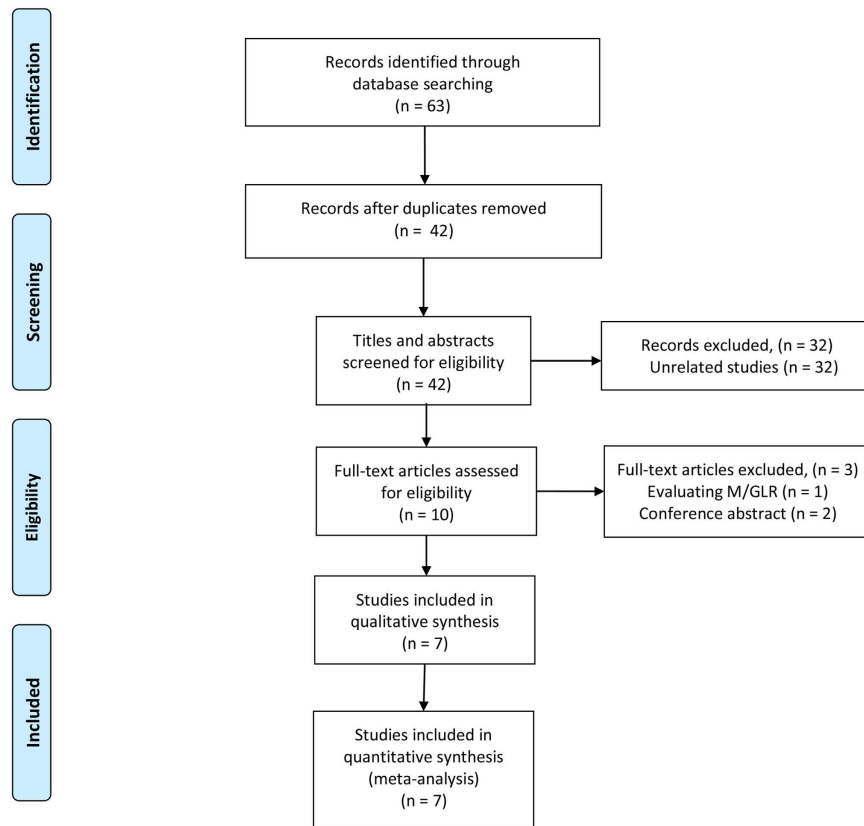 Identification
Records identified through
database searching
(n = 63)
Records after duplicates removed
(n = 42)
Screening
Titles and abstracts
screened for eligibility
(n = 42)
Records excluded, (n = 32)
Unrelated studies (n = 32)
Eligibility
Full-text articles assessed
for eligibility
(n = 10)
Full-text articles excluded, (n = 3)
Evaluating M/GLR (n = 1)
Conference abstract (n = 2)
Studies included in
qualitative synthesis
(n = 7)
Included
Studies included in
quantitative synthesis
(meta-analysis)
(n = 7)